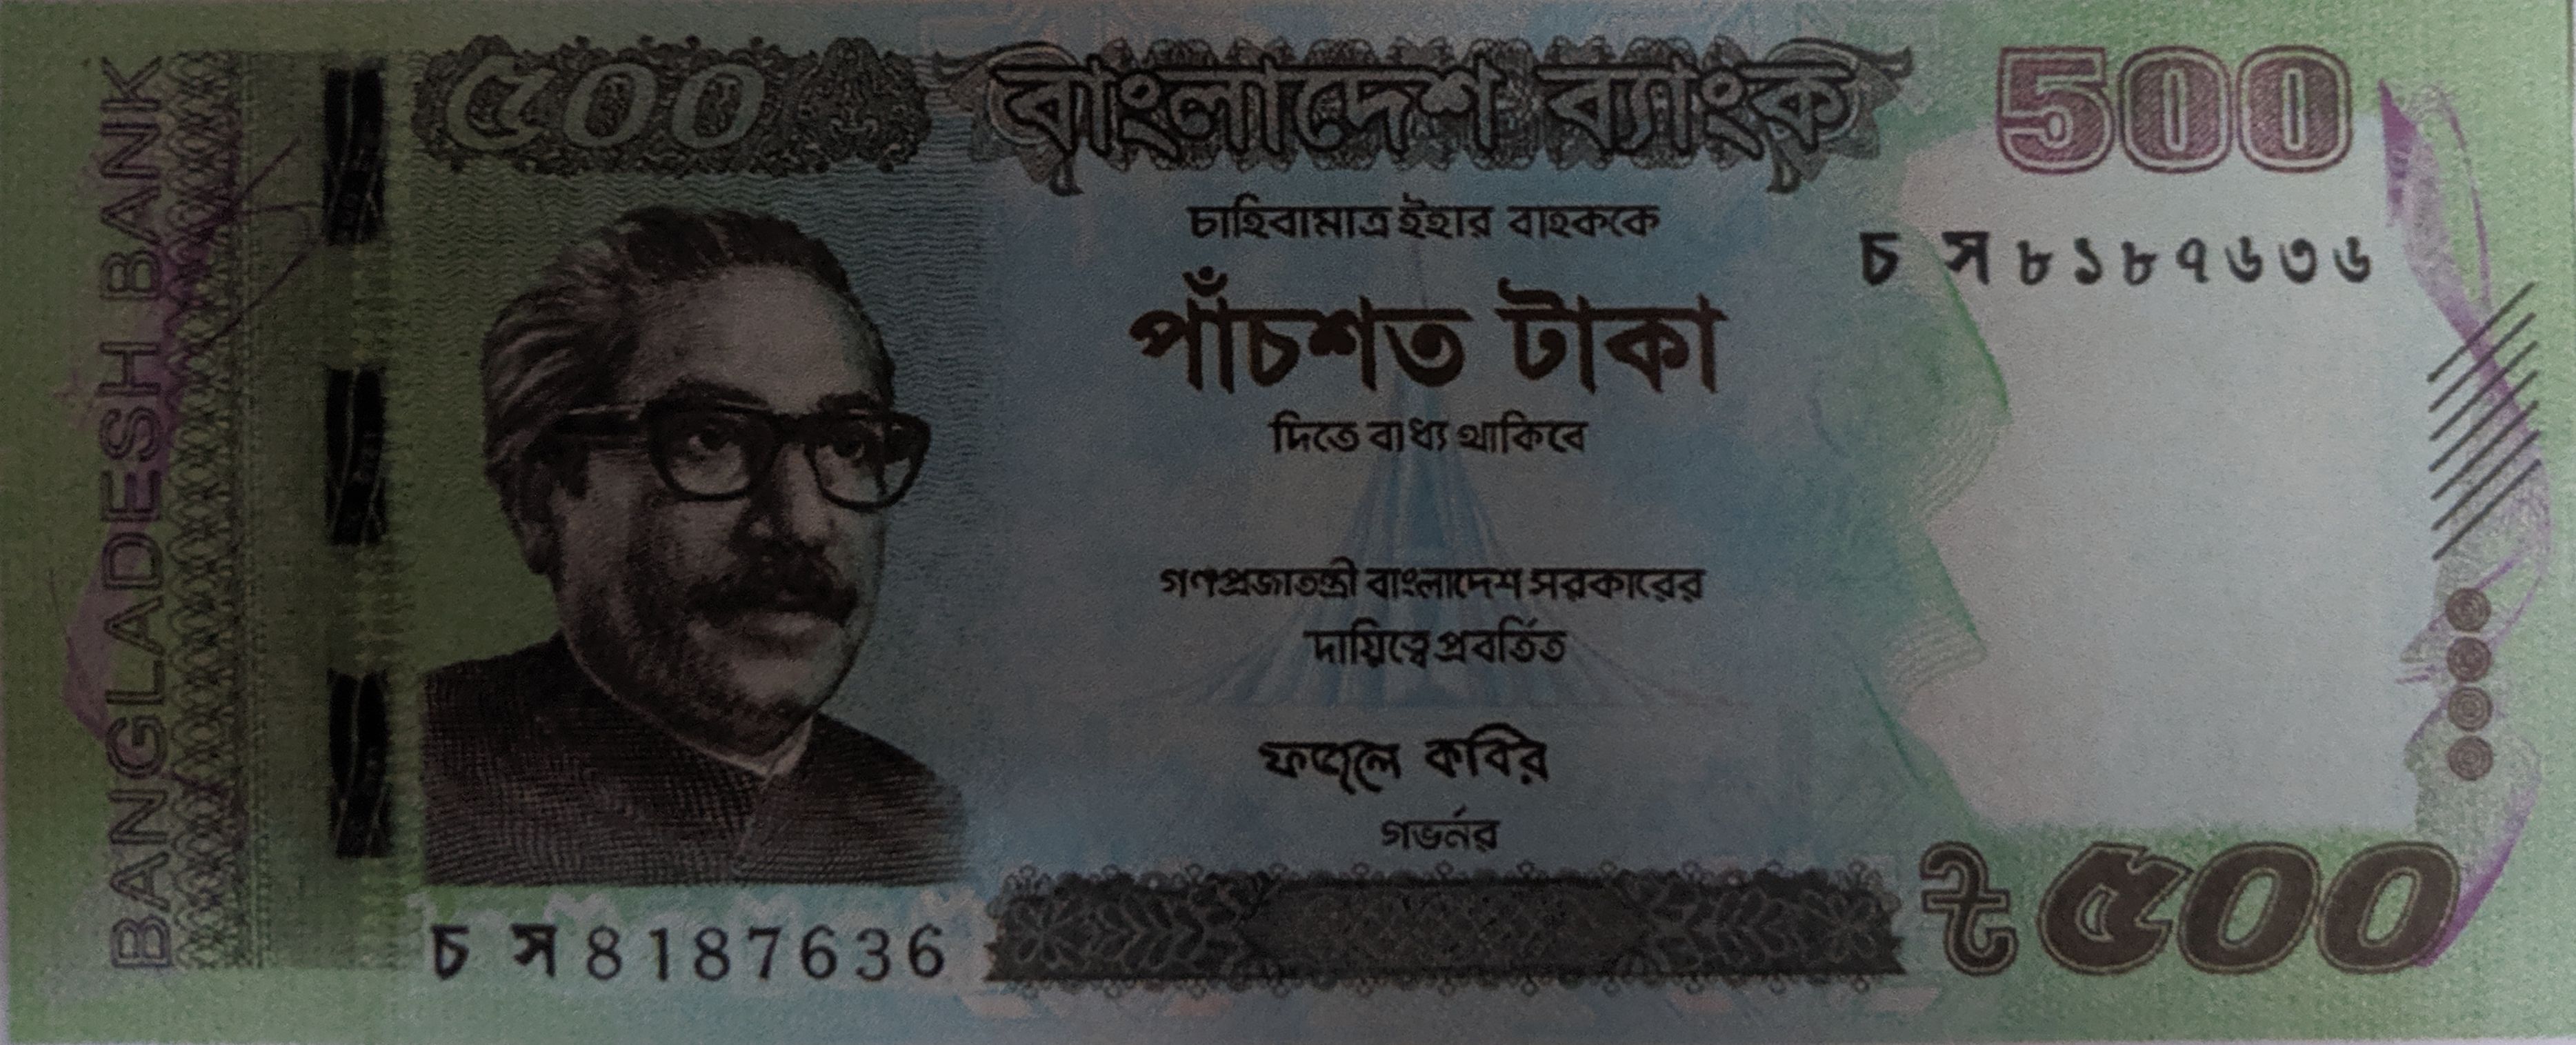 BANGLADESH BANK
৫০০
বাংলাদেশ ব্যাংক
500
চাহিবামাত্র ইহার বাহককে
চ স ৮১৮৭৬৩৬
পাঁচশত টাকা
দিতে বাধ্য থাকিবে
গণপ্রজাতন্ত্রী বাংলাদেশ সরকারের
দায়িত্বে প্রবর্তিত
ফজলে কবির
গভর্নর
চ স 8187636
৳ ৫০০